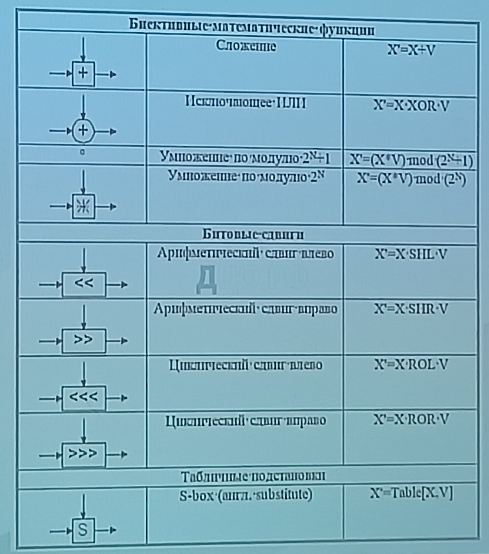 Биективные математические функции
+ Сложение X'=X+V
+ Исключающее ИЛИ X'=X XOR V
Умножение по модулю 2^N+1 X'=(X*V) mod (2^N+1)
Ж Умножение по модулю 2^N X'=(X*V) mod (2^N)
Битовые сдвиги
<< Арифметический сдвиг влево X'=X SHL V
Д
>> Арифметический сдвиг вправо X'=X SHR V
<<< Циклический сдвиг влево X'=X ROL V
>>> Циклический сдвиг вправо X'=X ROR V
Табличные подстановки
S S-box (англ. substitute) X'=Table[X,V]